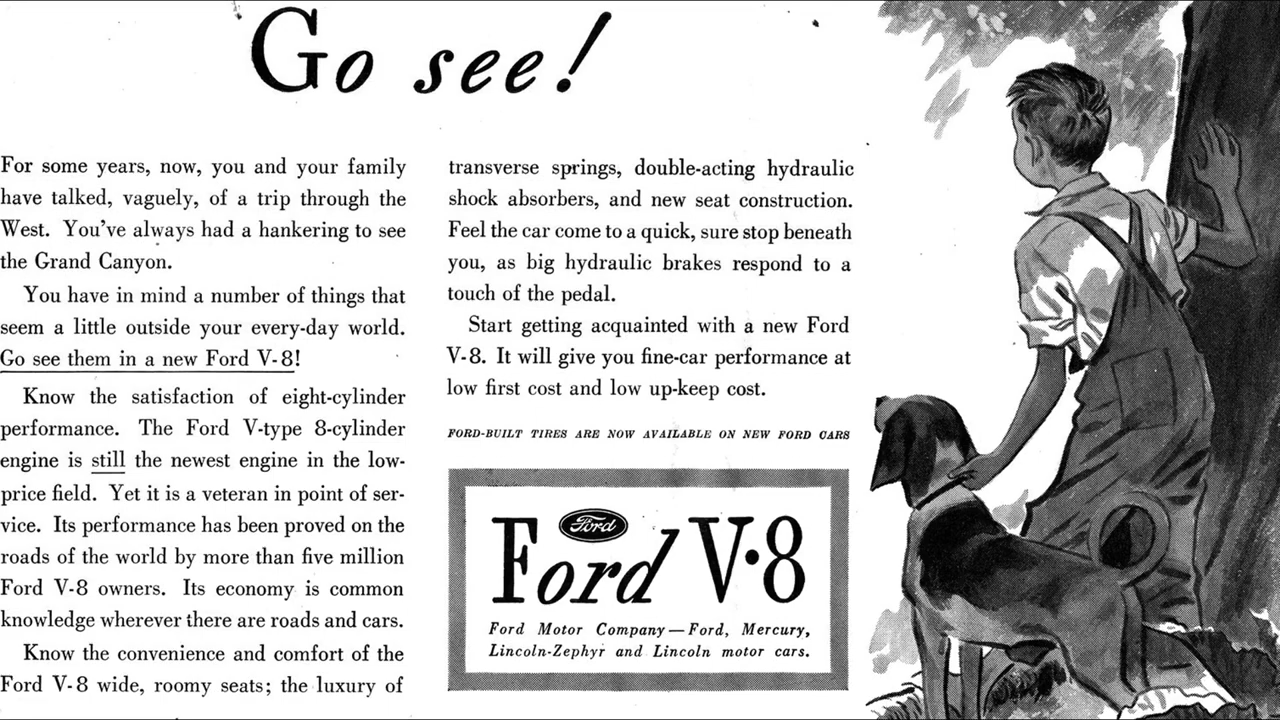 Go see!
For some years, now, you and your family
have talked, vaguely, of a trip through the
West. You've always had a hankering to see
the Grand Canyon.
You have in mind a number of things that
seem a little outside your every-day world.
Go see them in a new Ford V-8!
Know the satisfaction of eight-cylinder
performance. The Ford V-type 8-cylinder
engine is still the newest engine in the low-
price field. Yet it is a veteran in point of ser-
vice. Its performance has been proved on the
roads of the world by more than five million
Ford V-8 owners. Its economy is common
knowledge wherever there are roads and cars.
Know the convenience and comfort of the
Ford V-8 wide, roomy seats; the luxury of
transverse springs, double-acting hydraulic
shock absorbers, and new seat construction.
Feel the car come to a quick, sure stop beneath
you, as big hydraulic brakes respond to a
touch of the pedal.
Start getting acquainted with a new Ford
V-8. It will give you fine-car performance at
low first cost and low up-keep cost.
FORD-BUILT TIRES ARE NOW AVAILABLE ON NEW FORD CARS
Ford
Ford V·8
Ford Motor Company—Ford, Mercury,
Lincoln-Zephyr and Lincoln motor cars.